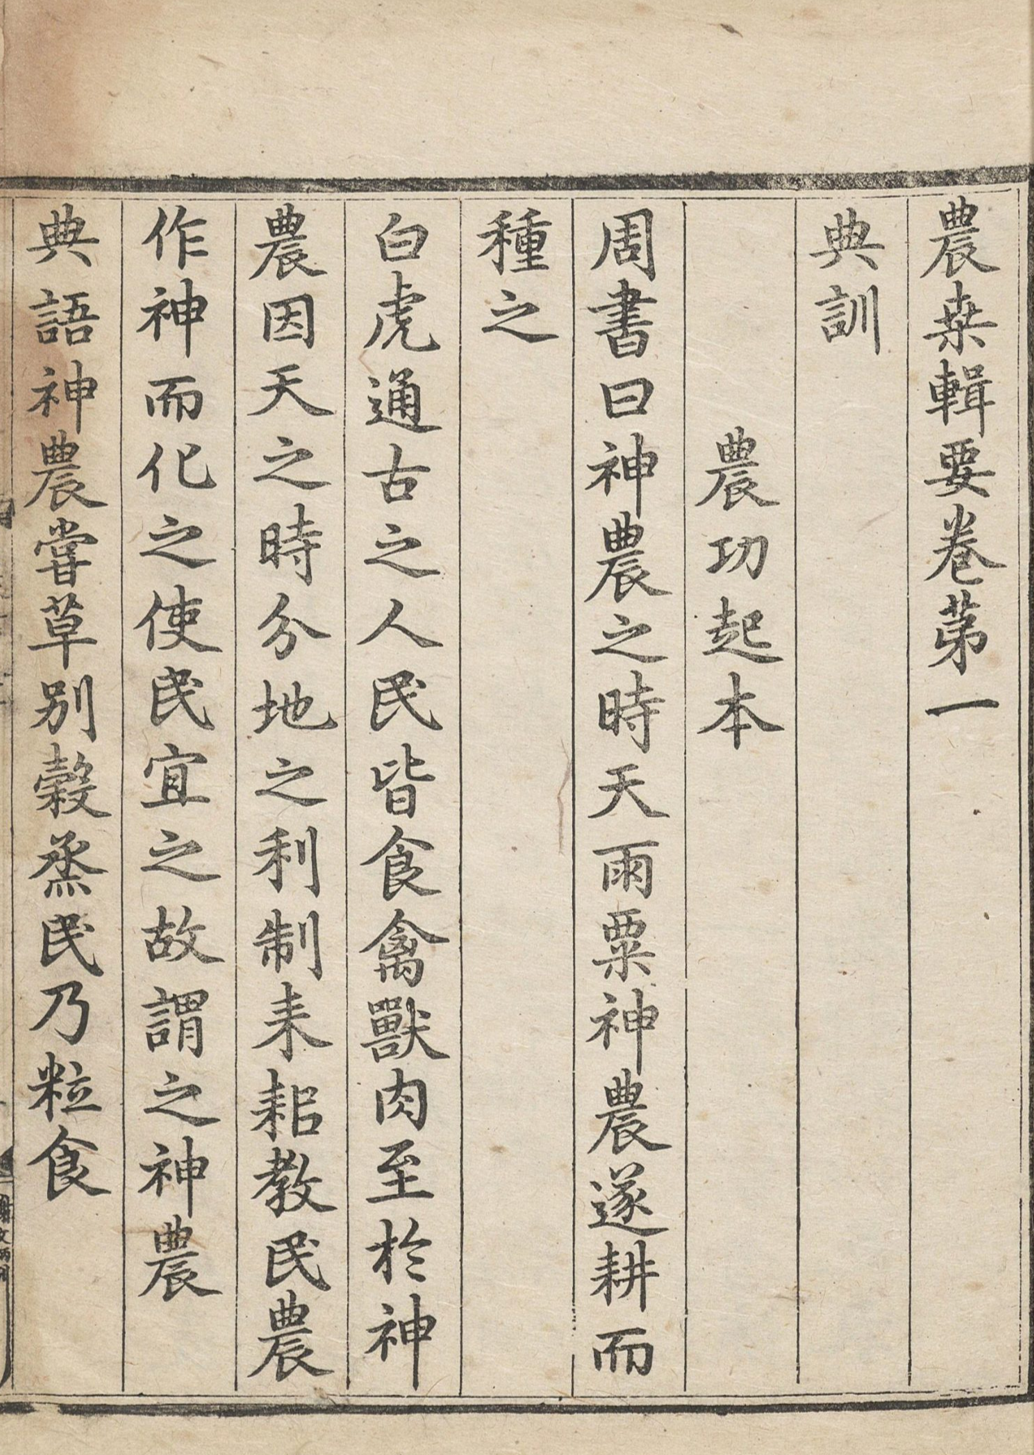 農桒輯要卷苐一
典訓
農功起本
周書曰神農之時天雨粟神農遂耕而
種之
白虎通古之人民皆食禽獸肉至於神
農因天之時分地之利制耒耜教民農
作神而化之使民宜之故謂之神農
典語神農嘗草别榖烝民乃粒食